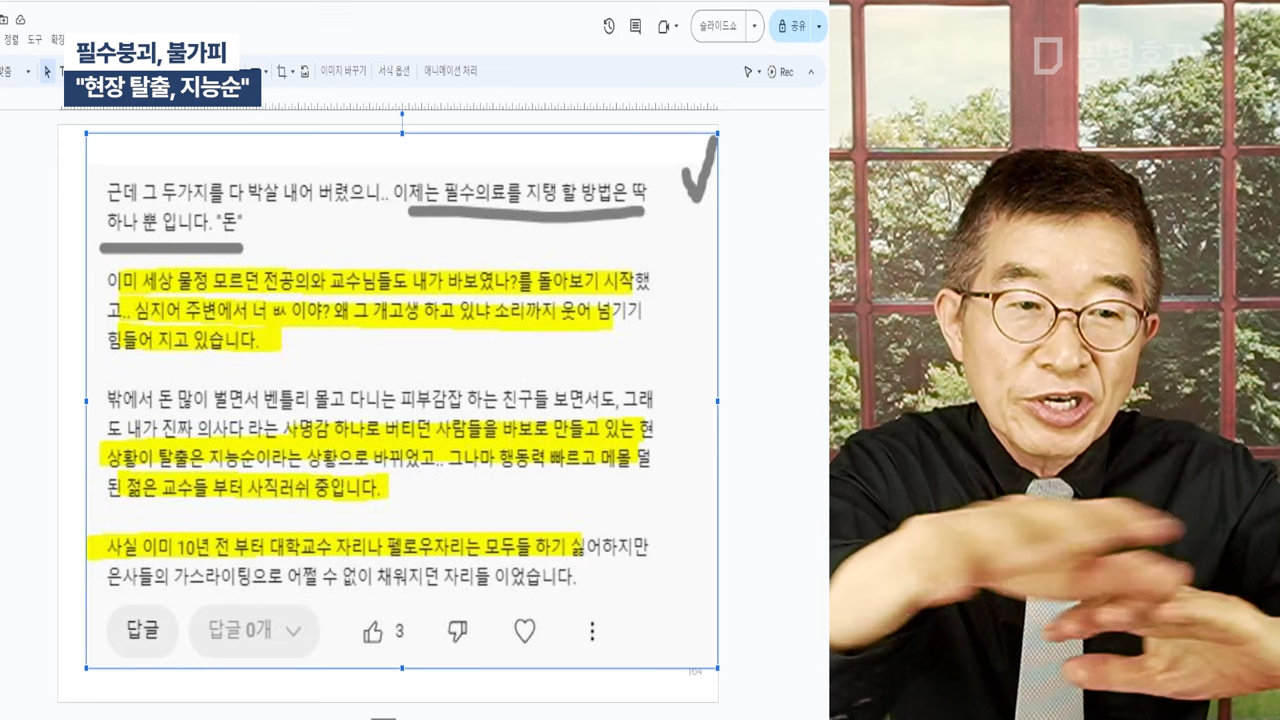 정렬 도구 확장
슬라이드쇼
공유
필수붕괴, 불가피
"현장 탈출, 지능순"
맞춤
이미지 바꾸기
서식 옵션
애니메이션 처리
Rec
공병호TV
근데 그 두가지를 다 박살 내어 버렸으니.. 이제는 필수의료를 지탱 할 방법은 딱
하나 뿐 입니다. "돈"
이미 세상 물정 모르던 전공의와 교수님들도 내가 바보였나?를 돌아보기 시작했
고.. 심지어 주변에서 너 ㅄ 이야? 왜 그 개고생 하고 있냐 소리까지 웃어 넘기기
힘들어 지고 있습니다.
밖에서 돈 많이 벌면서 벤틀리 몰고 다니는 피부감잡 하는 친구들 보면서도, 그래
도 내가 진짜 의사다 라는 사명감 하나로 버티던 사람들을 바보로 만들고 있는 현
상황이 탈출은 지능순이라는 상황으로 바뀌었고.. 그나마 행동력 빠르고 메몰 덜
된 젊은 교수들 부터 사직러쉬 중입니다.
사실 이미 10년 전 부터 대학교수 자리나 펠로우자리는 모두들 하기 싫어하지만
은사들의 가스라이팅으로 어쩔 수 없이 채워지던 자리들 이었습니다.
답글
답글 0개
3
164